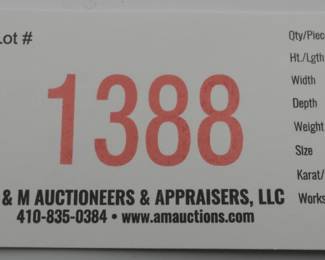 Lot #
1388
& M AUCTIONEERS & APPRAISERS, LLC
410-835-0384 • www.amauctions.com
Qty/Piec
Ht./Lgth
Width
Depth
Weight
Size
Karat/
Works